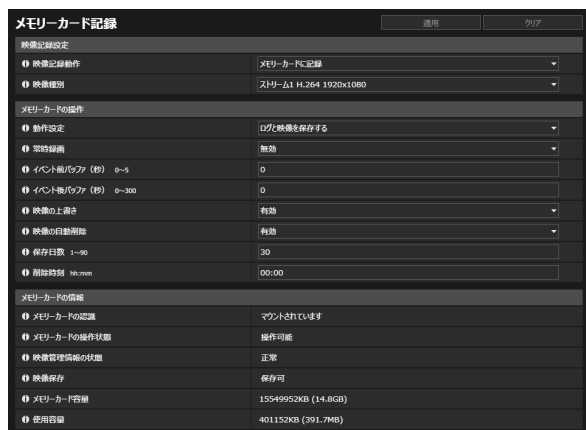 メモリーカード記録
適用 クリア
映像記録設定
映像記録動作 メモリーカードに記録
映像種別 ストリーム1 H.264 1920x1080
メモリーカードの操作
動作設定 ログと映像を保存する
常時録画 無効
イベント前バッファ（秒） 0～5 0
イベント後バッファ（秒） 0～300 0
映像の上書き 有効
映像の自動削除 有効
保存日数 1～90 30
削除時刻 hh:mm 00:00
メモリーカードの情報
メモリーカードの認識 マウントされています
メモリーカードの操作状態 操作可能
映像管理情報の状態 正常
映像保存 保存可
メモリーカード容量 15549952KB (14.8GB)
使用容量 401152KB (391.7MB)